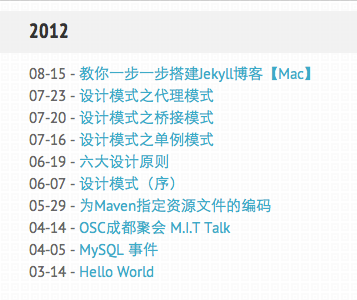 2012
08-15 - 教你一步一步搭建Jekyll博客【Mac】
07-23 - 设计模式之代理模式
07-20 - 设计模式之桥接模式
07-16 - 设计模式之单例模式
06-19 - 六大设计原则
06-07 - 设计模式（序）
05-29 - 为Maven指定资源文件的编码
04-14 - OSC成都聚会 M.I.T Talk
04-05 - MySQL 事件
03-14 - Hello World